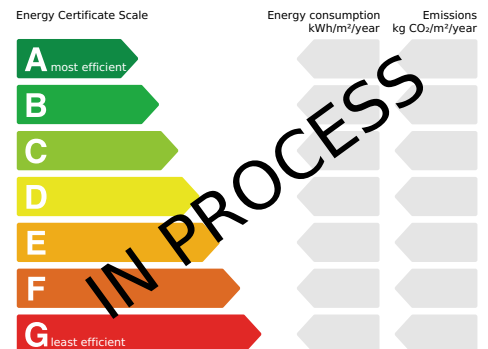 Energy Certificate Scale
Energy consumption
kWh/m²/year
Emissions
kg CO₂/m²/year
A most efficient
B
C
D
E
F
G least efficient
IN PROCESS